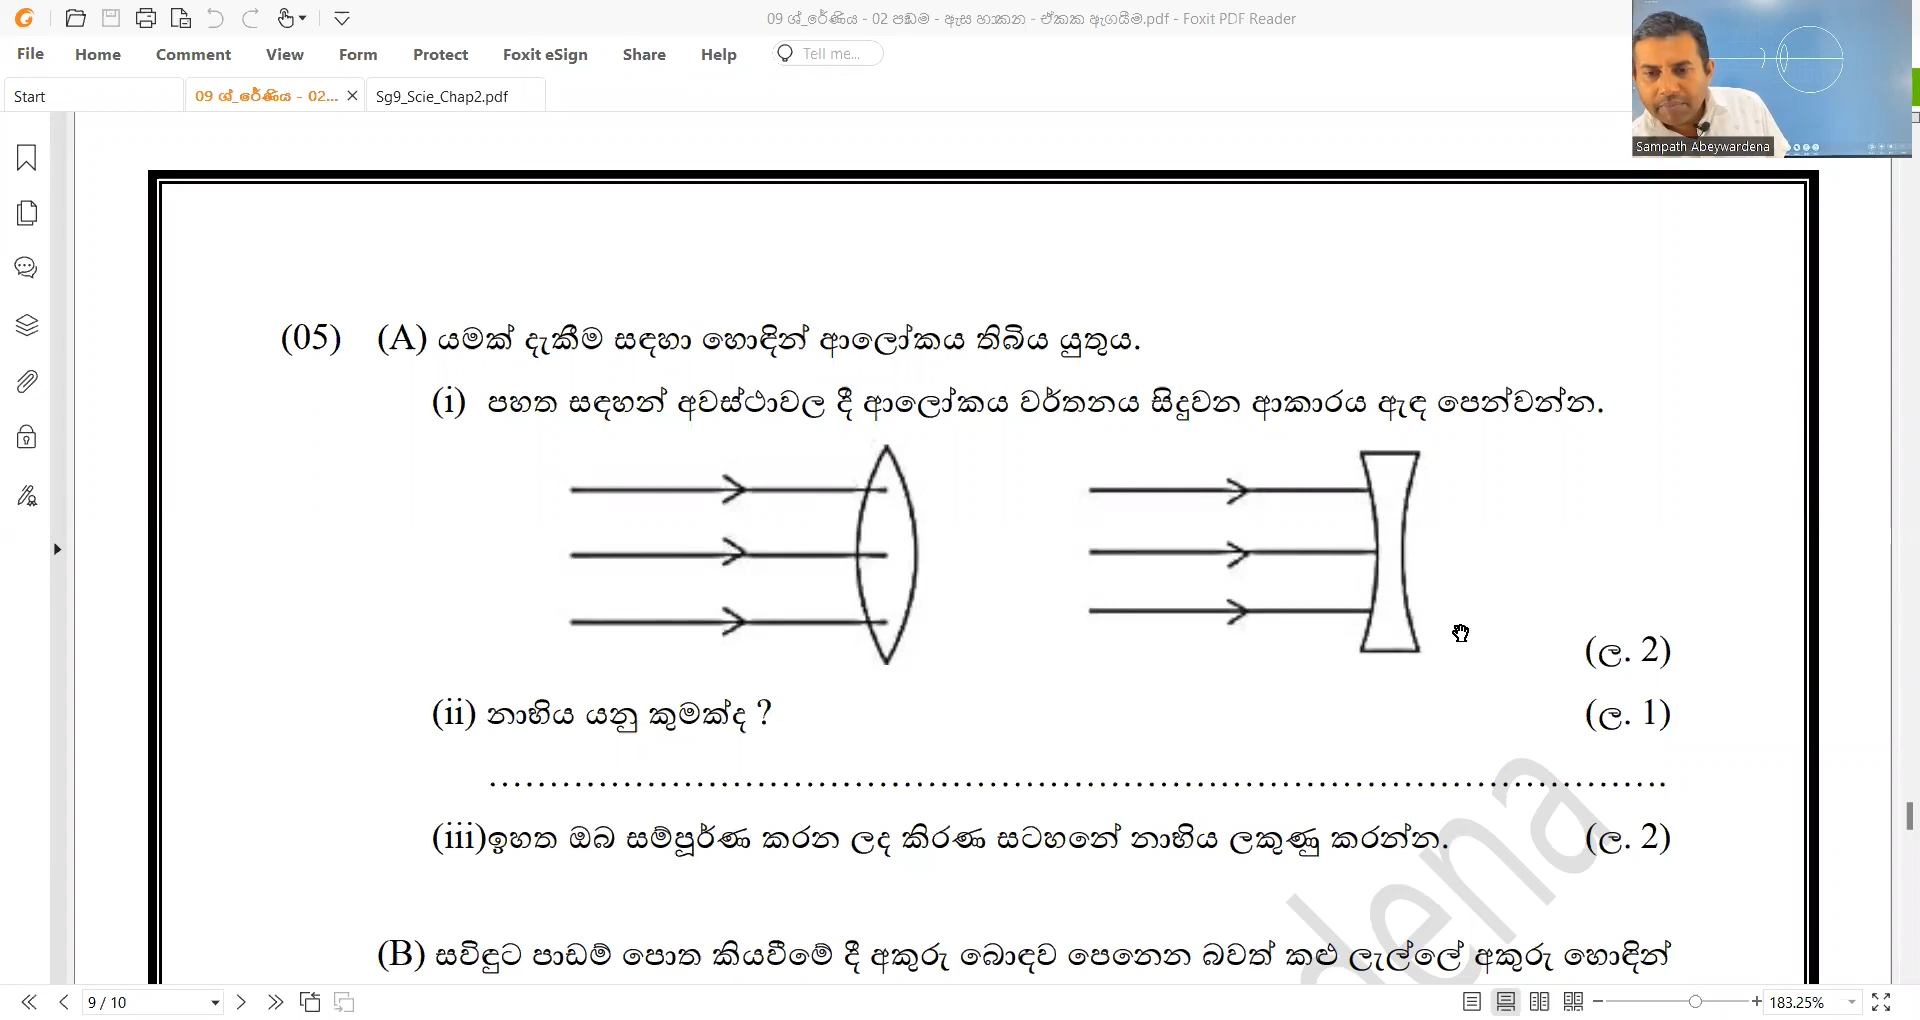 09 ශ්‍රේණිය - 02 පාඩම - ඇස හා කන - ඒකක ඇගයීම.pdf - Foxit PDF Reader
File Home Comment View Form Protect Foxit eSign Share Help Tell me...
Start 09 ශ්‍රේණිය - 02... Sg9_Scie_Chap2.pdf
Sampath Abeywardena
(05) (A) යමක් දැකීම සඳහා හොඳින් ආලෝකය තිබිය යුතුය.
(i) පහත සඳහන් අවස්ථාවල දී ආලෝකය වර්තනය සිදුවන ආකාරය ඇඳ පෙන්වන්න.
(ල. 2)
(ii) නාභිය යනු කුමක්ද ? (ල. 1)
(iii) ඉහත ඔබ සම්පූර්ණ කරන ලද කිරණ සටහනේ නාභිය ලකුණු කරන්න. (ල. 2)
(B) සවිඳුට පාඩම් පොත කියවීමේ දී අකුරු බොඳව පෙනෙන බවත් කළු ලැල්ලේ අකුරු හොඳින්
dena
9 / 10 183.25%